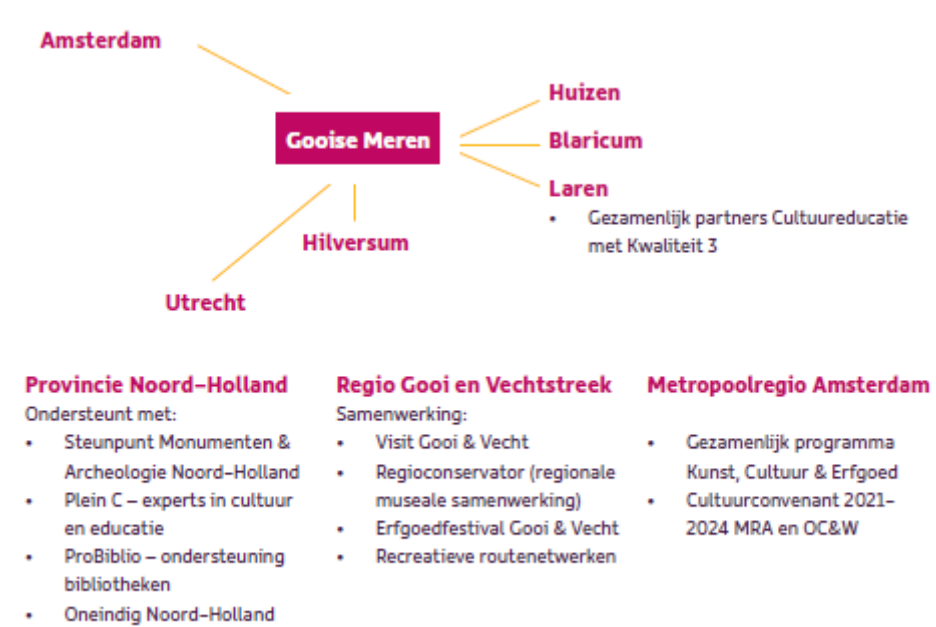 Amsterdam
Huizen
Gooise Meren
Blaricum
Laren
• Gezamenlijk partners Cultuureducatie
met Kwaliteit 3
Hilversum
Utrecht
Provincie Noord-Holland
Ondersteunt met:
• Steunpunt Monumenten &
Archeologie Noord-Holland
• Plein C – experts in cultuur
en educatie
• ProBiblio – ondersteuning
bibliotheken
• Oneindig Noord-Holland
Regio Gooi en Vechtstreek
Samenwerking:
• Visit Gooi & Vecht
• Regioconservator (regionale
museale samenwerking)
• Erfgoedfestival Gooi & Vecht
• Recreatieve routenetwerken
Metropoolregio Amsterdam
• Gezamenlijk programma
Kunst, Cultuur & Erfgoed
• Cultuurconvenant 2021-
2024 MRA en OC&W